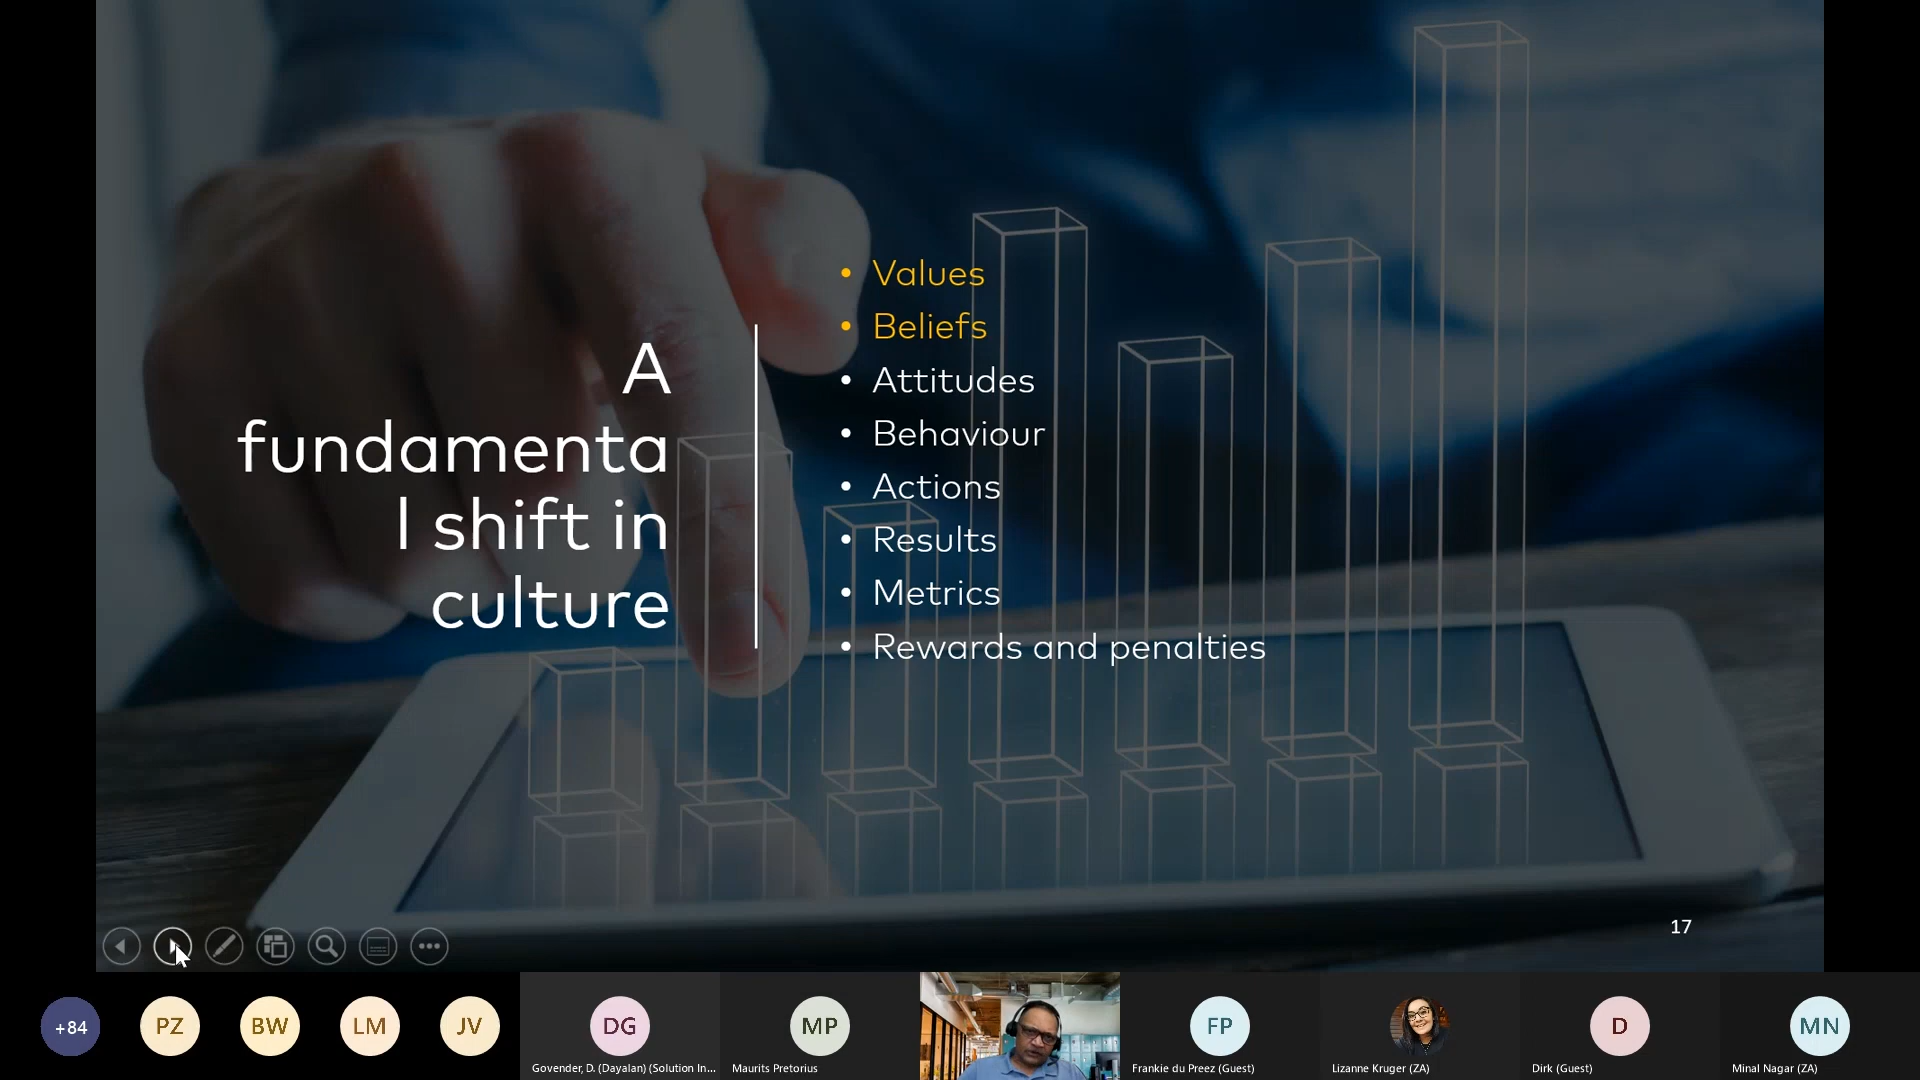 A
fundamenta
l shift in
culture
• Values
• Beliefs
• Attitudes
• Behaviour
• Actions
• Results
• Metrics
• Rewards and penalties
17
+84
PZ
BW
LM
JV
DG
Govender, D. (Dayalan) (Solution In...
MP
Maurits Pretorius
FP
Frankie du Preez (Guest)
Lizanne Kruger (ZA)
D
Dirk (Guest)
MN
Minal Nagar (ZA)